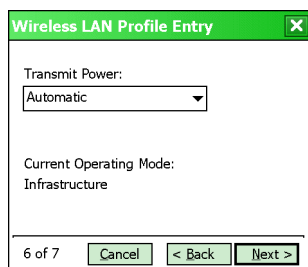 Wireless LAN Profile Entry
Transmit Power:
Automatic
Current Operating Mode:
Infrastructure
6 of 7 Cancel < Back Next >